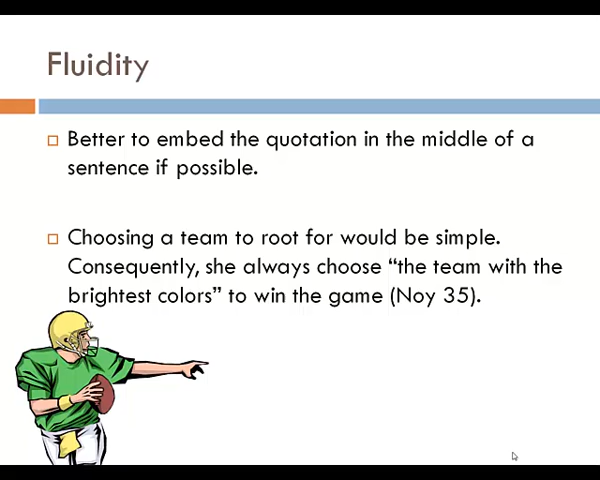 Fluidity
Better to embed the quotation in the middle of a
sentence if possible.
Choosing a team to root for would be simple.
Consequently, she always choose “the team with the
brightest colors” to win the game (Noy 35).